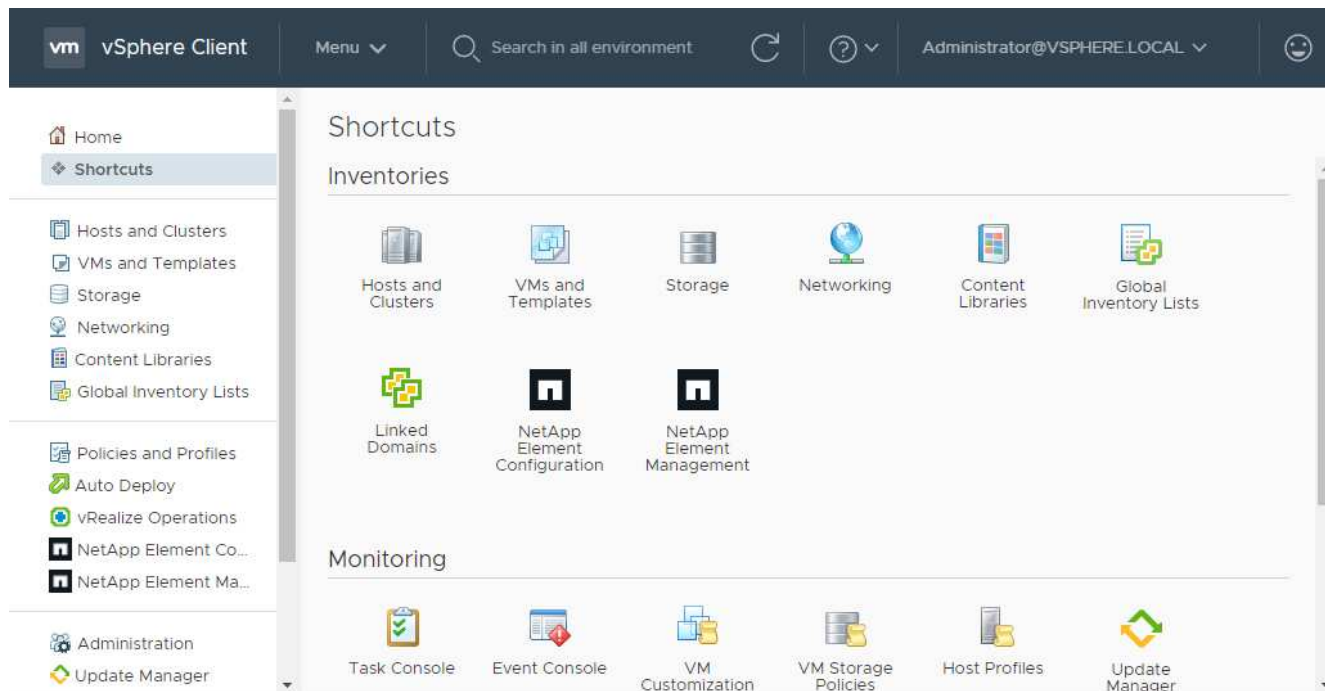 vm vSphere Client Menu Search in all environment Administrator@VSPHERE.LOCAL
Home
Shortcuts
Hosts and Clusters
VMs and Templates
Storage
Networking
Content Libraries
Global Inventory Lists
Policies and Profiles
Auto Deploy
vRealize Operations
NetApp Element Co...
NetApp Element Ma...
Administration
Update Manager
Shortcuts
Inventories
Hosts and
Clusters
VMs and
Templates
Storage
Networking
Content
Libraries
Global
Inventory Lists
Linked
Domains
NetApp
Element
Configuration
NetApp
Element
Management
Monitoring
Task Console
Event Console
VM
Customization
VM Storage
Policies
Host Profiles
Update
Manager